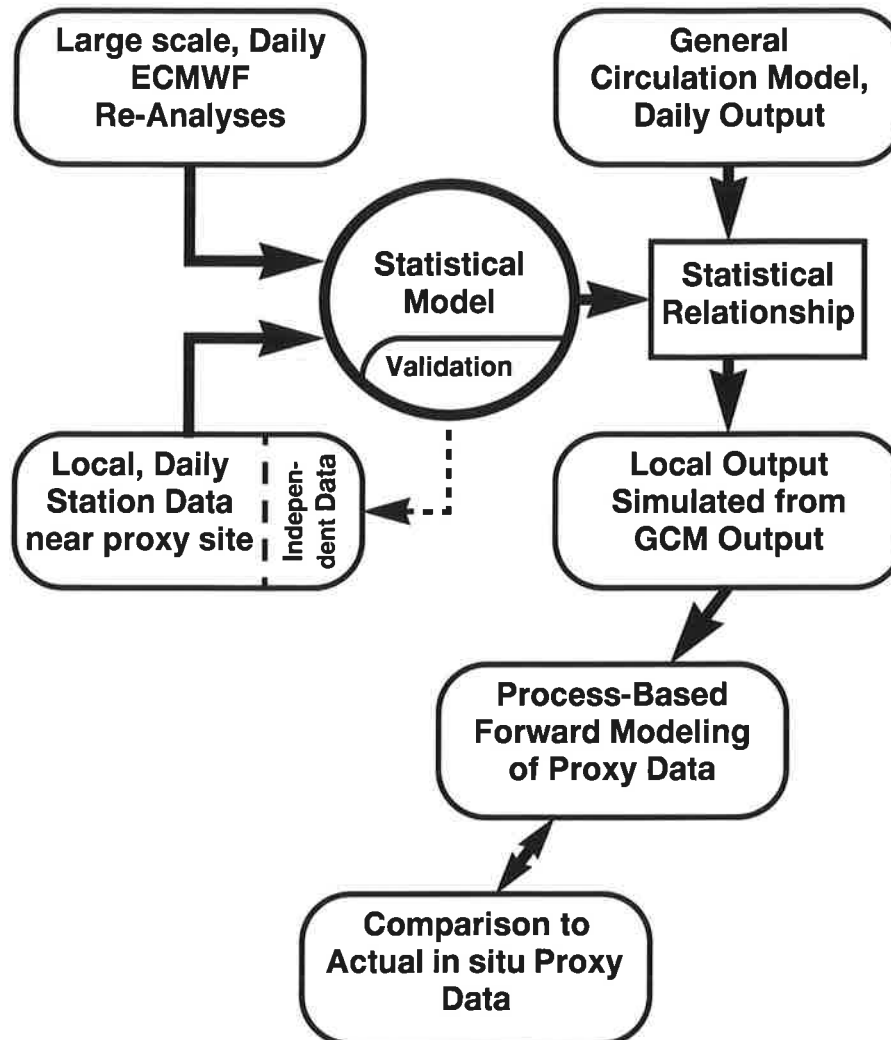 Large scale, Daily
ECMWF
Re-Analyses
General
Circulation Model,
Daily Output
Statistical
Model
Validation
Statistical
Relationship
Local, Daily
Station Data
near proxy site
Indepen-
dent Data
Local Output
Simulated from
GCM Output
Process-Based
Forward Modeling
of Proxy Data
Comparison to
Actual in situ Proxy
Data